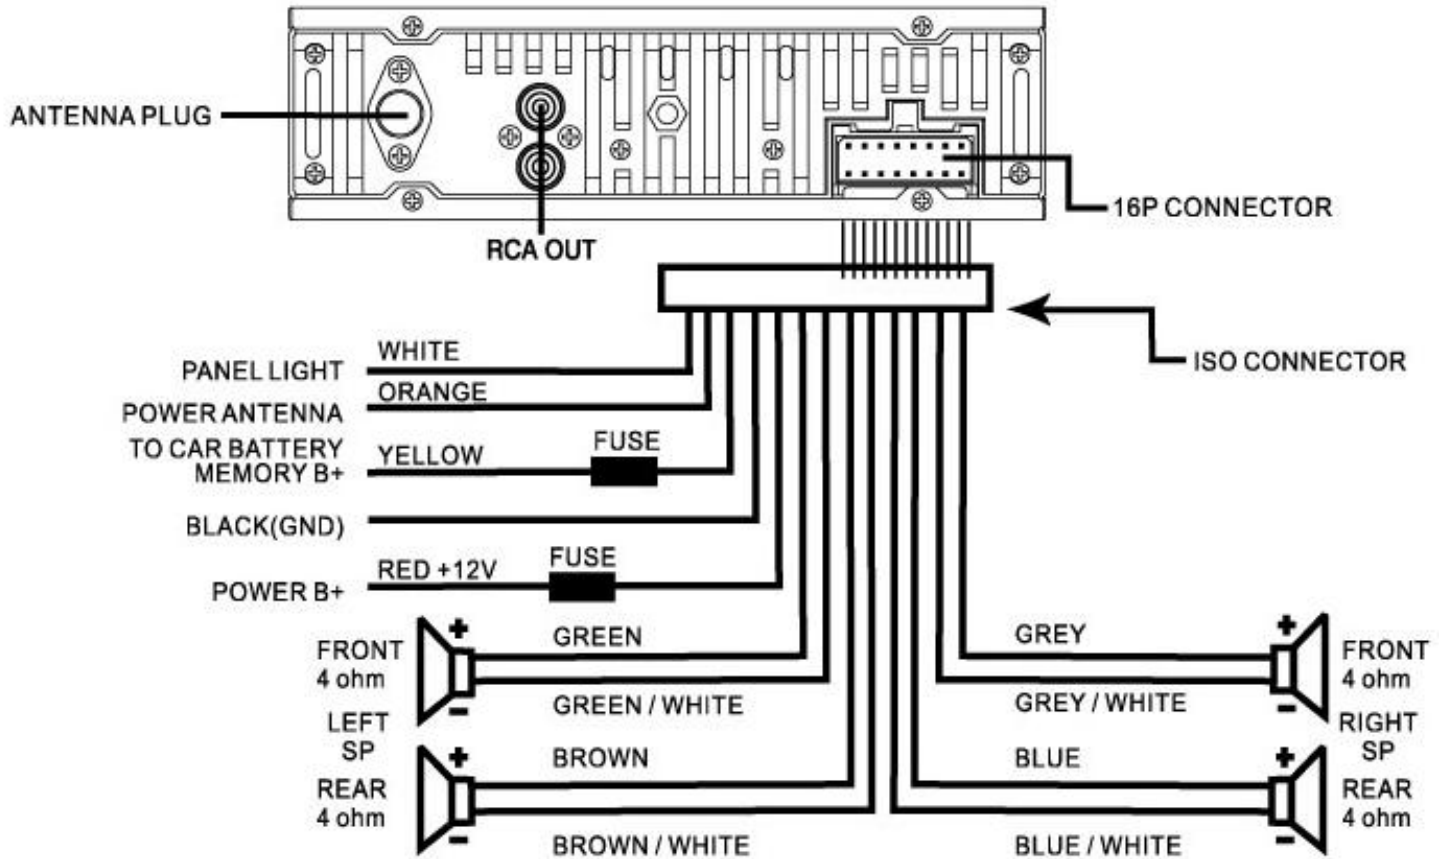 ANTENNA PLUG
RCA OUT
16P CONNECTOR
ISO CONNECTOR
PANEL LIGHT
WHITE
POWER ANTENNA
ORANGE
TO CAR BATTERY
MEMORY B+
YELLOW
FUSE
BLACK(GND)
POWER B+
RED +12V
FUSE
FRONT
4 ohm
+
-
GREEN
GREEN / WHITE
LEFT
SP
REAR
4 ohm
+
-
BROWN
BROWN / WHITE
GREY
GREY / WHITE
+
-
FRONT
4 ohm
RIGHT
SP
BLUE
BLUE / WHITE
+
-
REAR
4 ohm